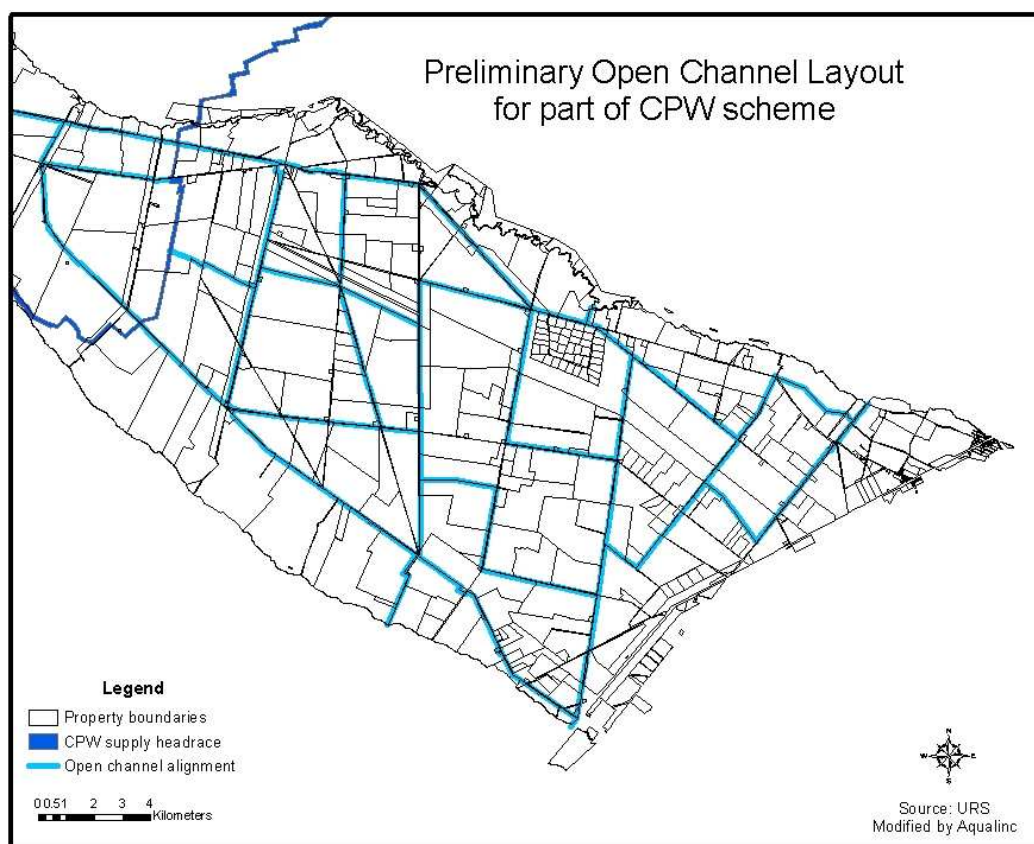 Preliminary Open Channel Layout
for part of CPW scheme
Legend
Property boundaries
CPW supply headrace
Open channel alignment
0 0.5 1 2 3 4
Kilometers
N
W E
S
Source: URS
Modified by Aqualinc